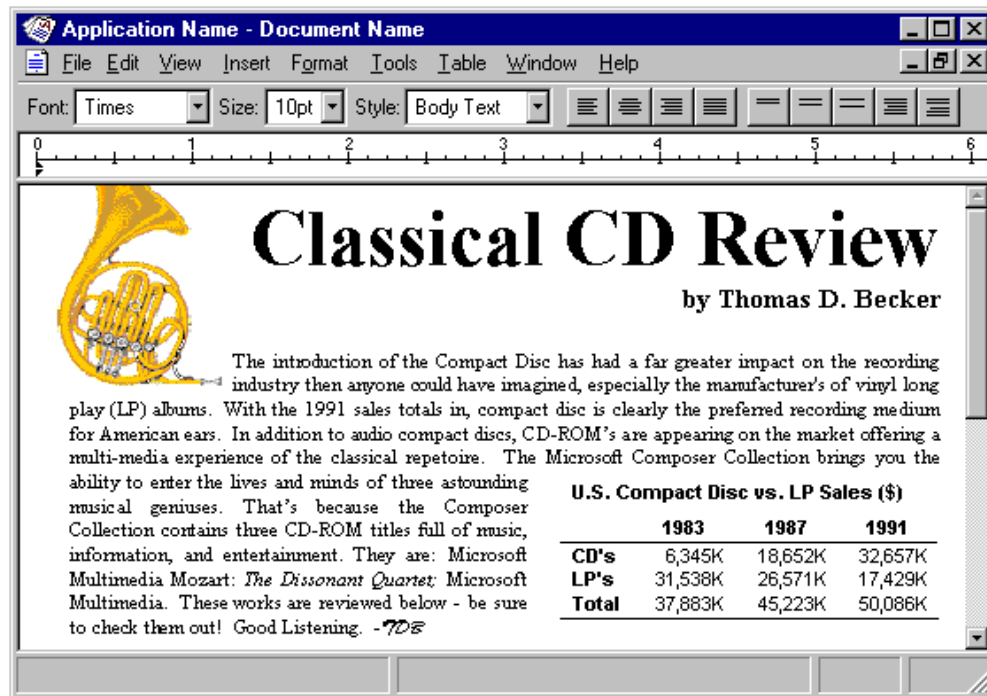 Application Name - Document Name
File Edit View Insert Format Tools Table Window Help
Font: Times Size: 10pt Style: Body Text
0 1 2 3 4 5 6
Classical CD Review
by Thomas D. Becker
The introduction of the Compact Disc has had a far greater impact on the recording
industry then anyone could have imagined, especially the manufacturer's of vinyl long
play (LP) albums. With the 1991 sales totals in, compact disc is clearly the preferred recording medium
for American ears. In addition to audio compact discs, CD-ROM's are appearing on the market offering a
multi-media experience of the classical repetoire. The Microsoft Composer Collection brings you the
ability to enter the lives and minds of three astounding
musical geniuses. That's because the Composer
Collection contains three CD-ROM titles full of music,
information, and entertainment. They are: Microsoft
Multimedia Mozart: The Dissonant Quartet; Microsoft
Multimedia. These works are reviewed below - be sure
to check them out! Good Listening. -TDB
U.S. Compact Disc vs. LP Sales ($)
1983 1987 1991
CD's 6,345K 18,652K 32,657K
LP's 31,538K 26,571K 17,429K
Total 37,883K 45,223K 50,086K